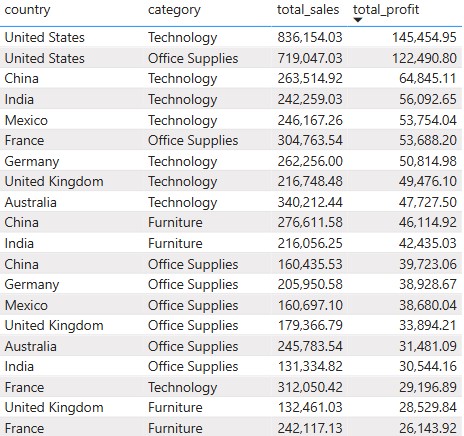 country category total_sales total_profit
United States Technology 836,154.03 145,454.95
United States Office Supplies 719,047.03 122,490.80
China Technology 263,514.92 64,845.11
India Technology 242,259.03 56,092.65
Mexico Technology 246,167.26 53,754.04
France Office Supplies 304,763.54 53,688.20
Germany Technology 262,256.00 50,814.98
United Kingdom Technology 216,748.48 49,476.10
Australia Technology 340,212.44 47,727.50
China Furniture 276,611.58 46,114.92
India Furniture 216,056.25 42,435.03
China Office Supplies 160,435.53 39,723.06
Germany Office Supplies 205,950.58 38,928.67
Mexico Office Supplies 160,697.10 38,680.04
United Kingdom Office Supplies 179,366.79 33,894.21
Australia Office Supplies 245,783.54 31,481.09
India Office Supplies 131,334.82 30,544.16
France Technology 312,050.42 29,196.89
United Kingdom Furniture 132,461.03 28,529.84
France Furniture 242,117.13 26,143.92